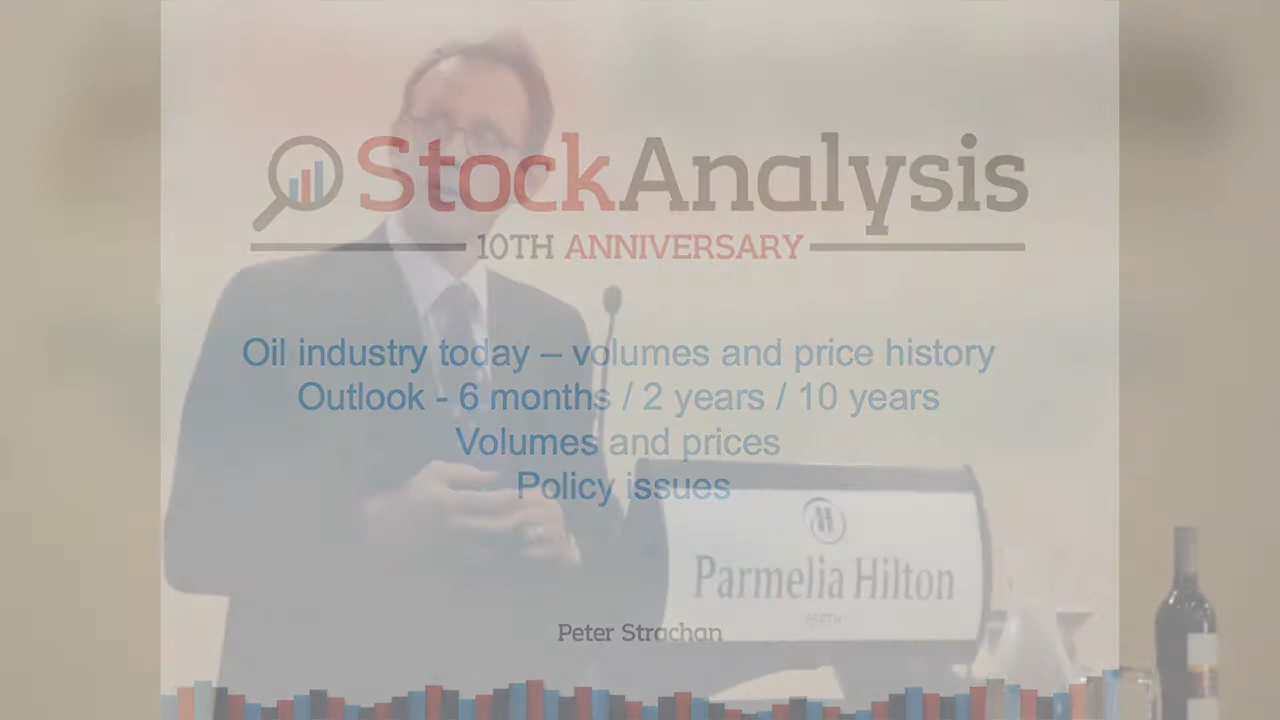 StockAnalysis
10TH ANNIVERSARY
Oil industry today – volumes and price history
Outlook - 6 months / 2 years / 10 years
Volumes and prices
Policy issues
Parmelia Hilton
PERTH
Peter Strachan